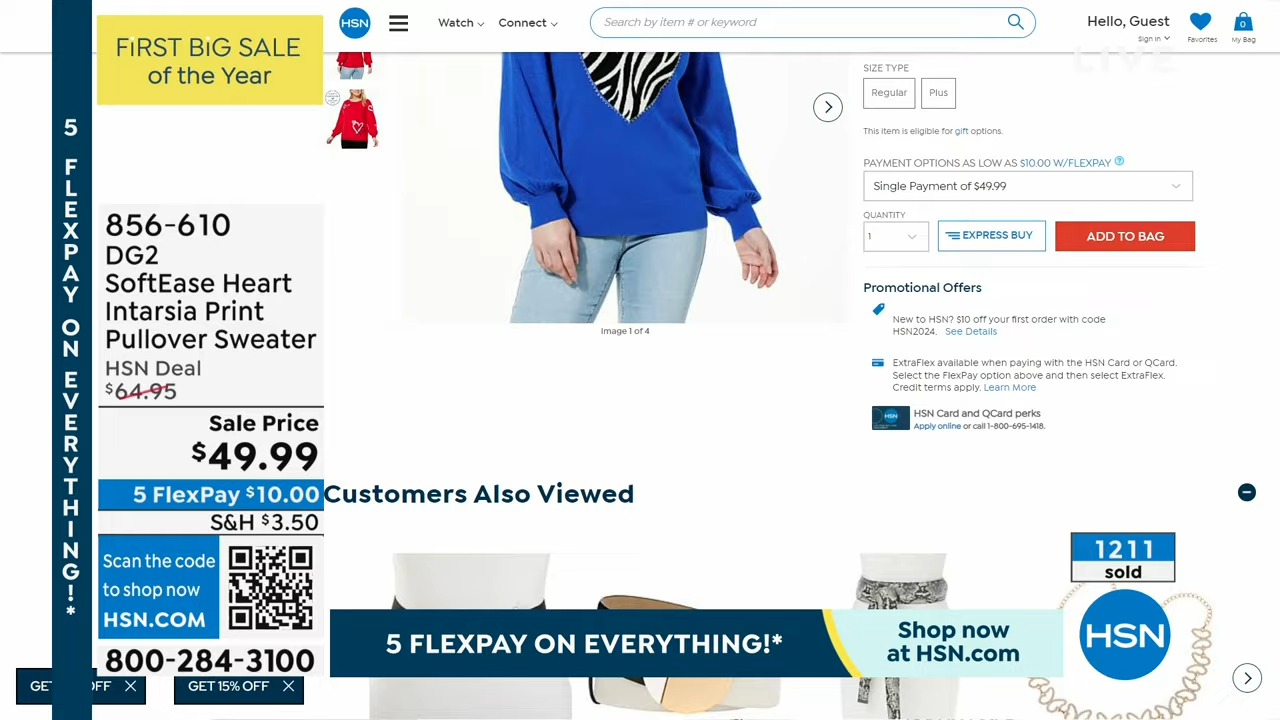 FiRST BiG SALE
of the Year
5 FLEXPAY ON EVERYTHING!*
856-610
DG2
SoftEase Heart
Intarsia Print
Pullover Sweater
HSN Deal
$64.95
Sale Price
$49.99
5 FlexPay $10.00
S&H $3.50
Scan the code
to shop now
HSN.COM
800-284-3100
GET
OFF
GET 15% OFF
HSN
Watch
Connect
Search by item # or keyword
Hello, Guest
Sign in
Favorites
0
My Bag
LIVE
SIZE TYPE
Regular
Plus
This item is eligible for gift options.
PAYMENT OPTIONS AS LOW AS $10.00 W/FLEXPAY
Single Payment of $49.99
QUANTITY
1
EXPRESS BUY
ADD TO BAG
Image 1 of 4
Promotional Offers
New to HSN? $10 off your first order with code
HSN2024. See Details
ExtraFlex available when paying with the HSN Card or QCard.
Select the FlexPay option above and then select ExtraFlex.
Credit terms apply. Learn More
HSN
HSN Card and QCard perks
Apply online or call 1-800-695-1418.
Customers Also Viewed
1211
sold
5 FLEXPAY ON EVERYTHING!*
Shop now
at HSN.com
HSN